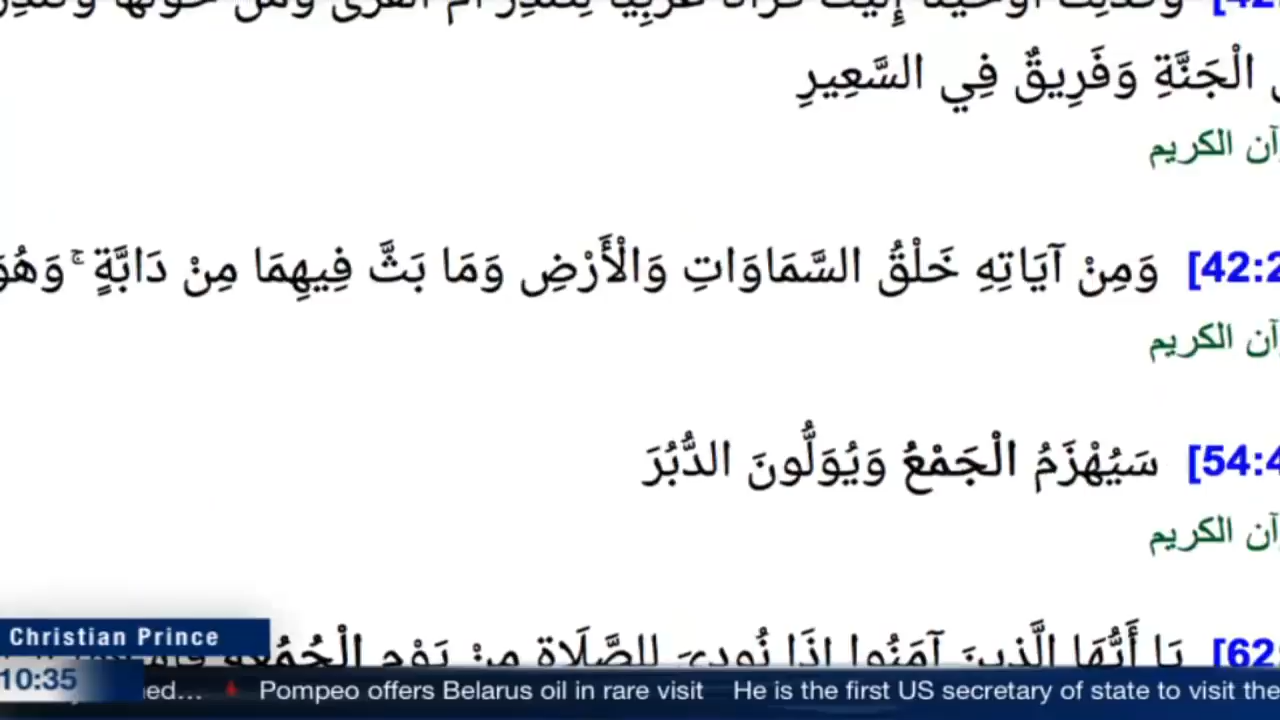 وَكَذَٰلِكَ أَوْحَيْنَا إِلَيْكَ قُرْآنًا عَرَبِيًّا لِتُنْذِرَ أُمَّ الْقُرَىٰ وَمَنْ حَوْلَهَا وَتُنْذِرَ
الْجَنَّةِ وَفَرِيقٌ فِي السَّعِيرِ
الكريم
[42:2 وَمِنْ آيَاتِهِ خَلْقُ السَّمَاوَاتِ وَالْأَرْضِ وَمَا بَثَّ فِيهِمَا مِنْ دَابَّةٍ ۚ وَهُوَ
الكريم
[54:4 سَيُهْزَمُ الْجَمْعُ وَيُوَلُّونَ الدُّبُرَ
الكريم
[62: يَا أَيُّهَا الَّذِينَ آمَنُوا إِذَا نُودِيَ لِلصَّلَاةِ مِنْ يَوْمِ الْجُمُعَةِ
Christian Prince
10:35 ed... Pompeo offers Belarus oil in rare visit He is the first US secretary of state to visit the